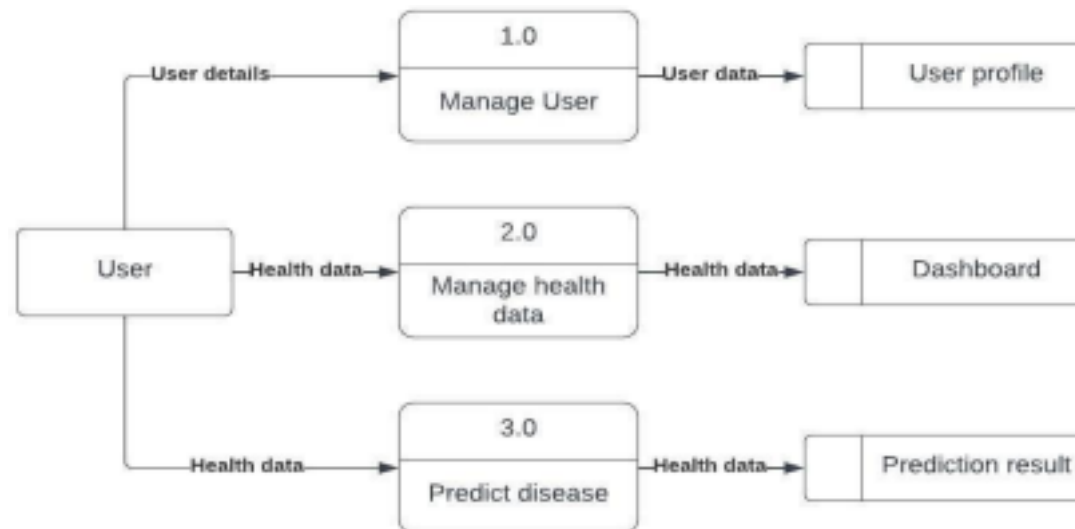 1.0
User details
Manage User
User data
User profile
2.0
User
Health data
Manage health
data
Health data
Dashboard
3.0
Health data
Predict disease
Health data
Prediction result